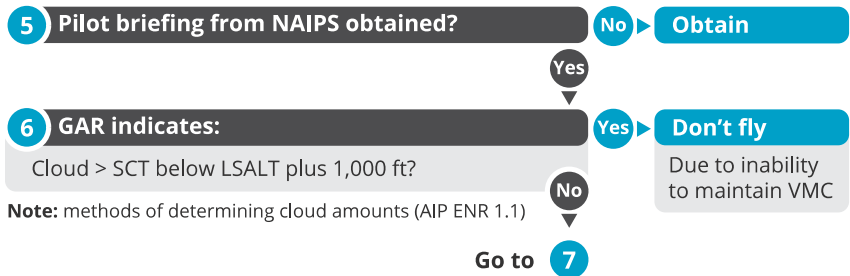 5 Pilot briefing from NAIPS obtained? No Obtain
Yes
6 GAR indicates: Yes Don’t fly
Cloud > SCT below LSALT plus 1,000 ft?
Due to inability
to maintain VMC
No
Note: methods of determining cloud amounts (AIP ENR 1.1)
Go to 7